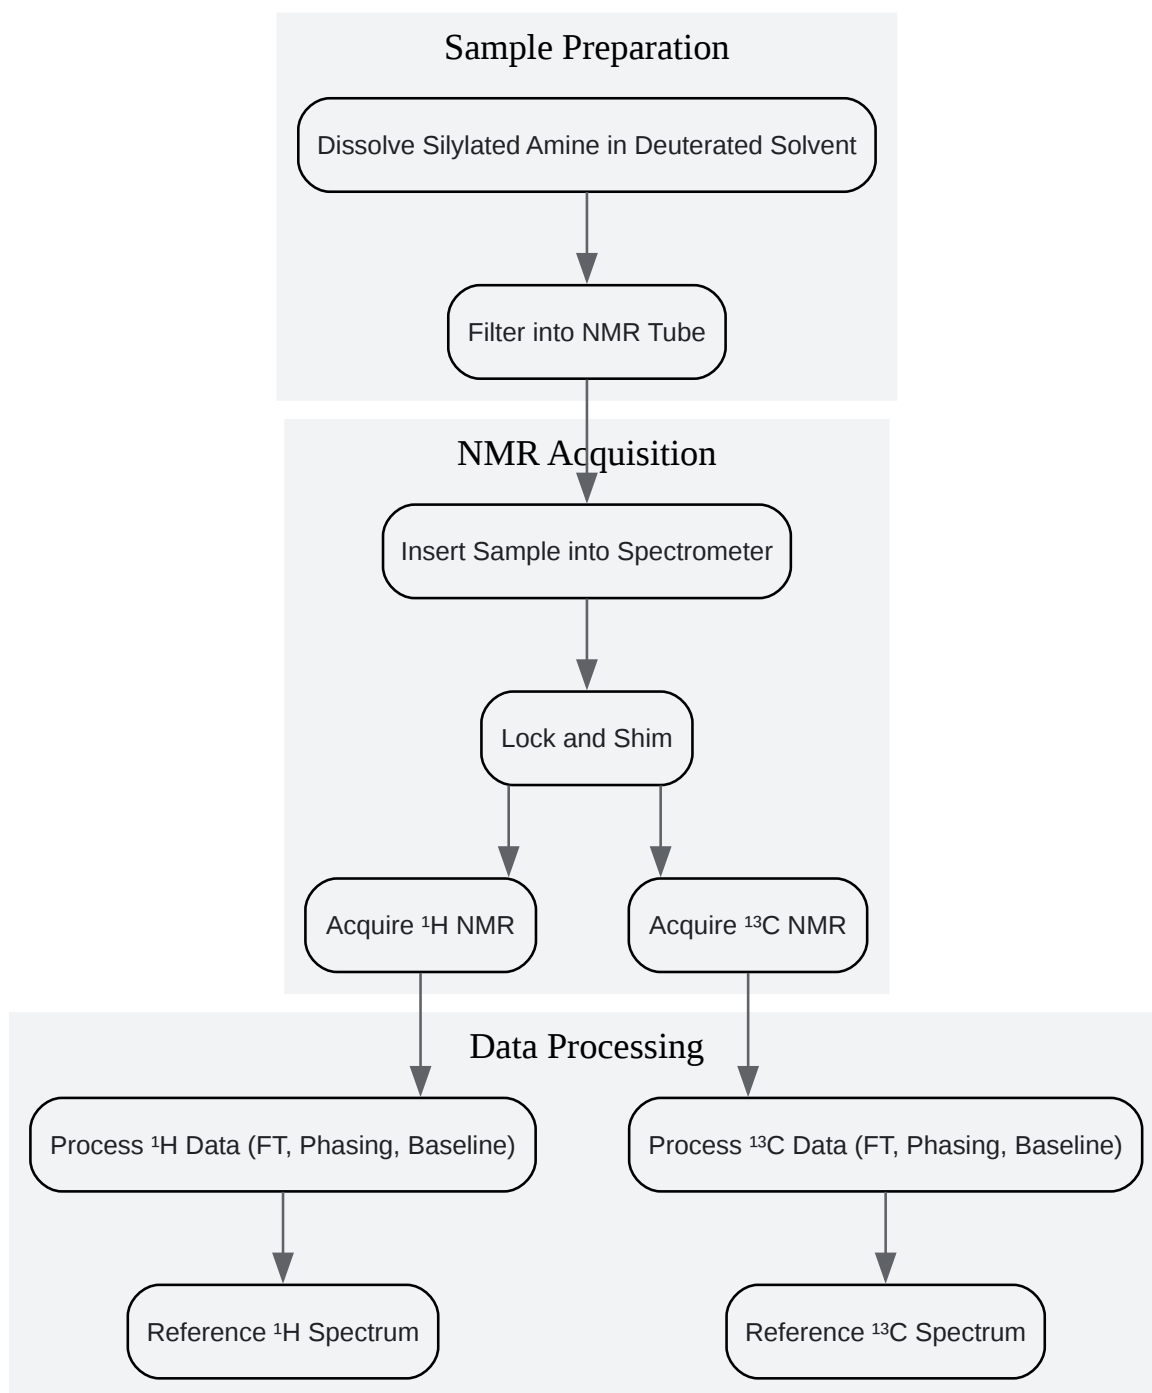 Sample Preparation
Dissolve Silylated Amine in Deuterated Solvent
Filter into NMR Tube
NMR Acquisition
Insert Sample into Spectrometer
Lock and Shim
Acquire ¹H NMR
Acquire ¹³C NMR
Data Processing
Process ¹H Data (FT, Phasing, Baseline)
Process ¹³C Data (FT, Phasing, Baseline)
Reference ¹H Spectrum
Reference ¹³C Spectrum